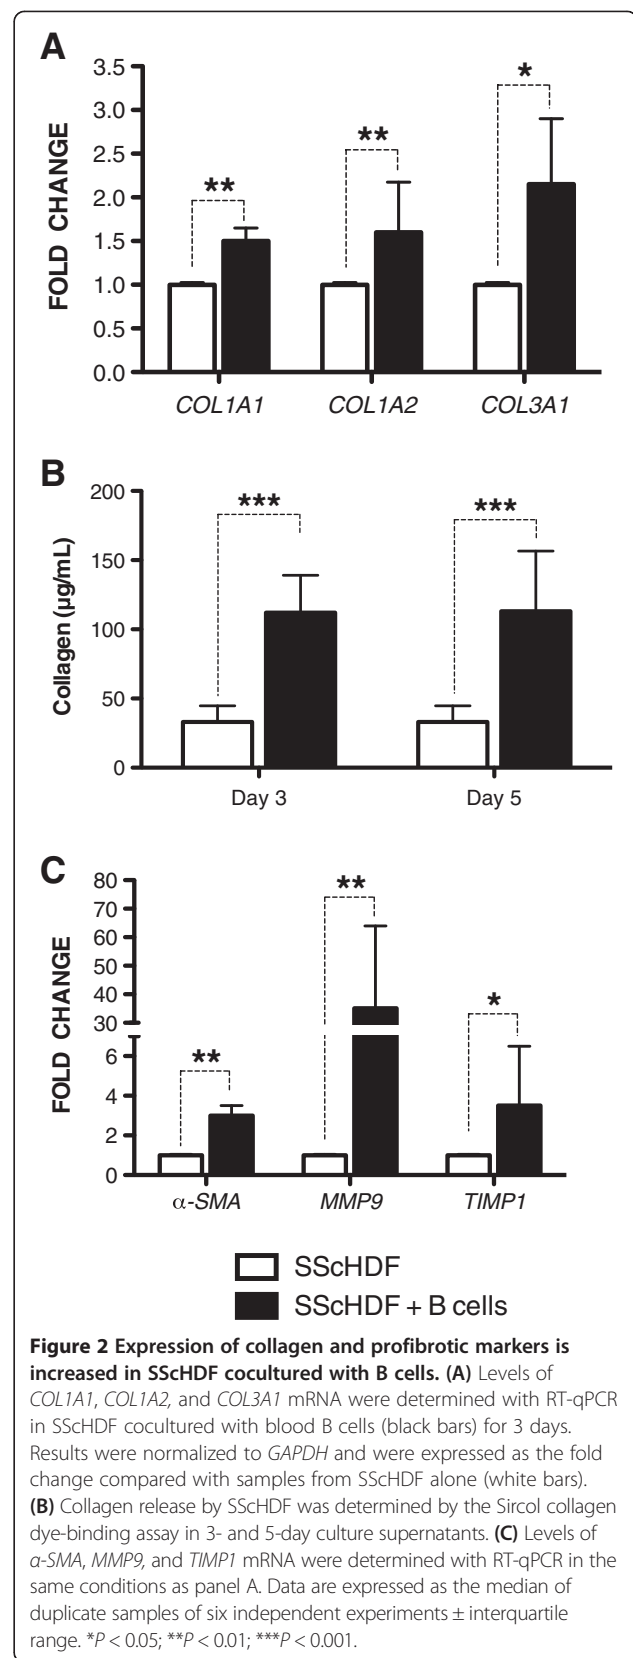 A
FOLD CHANGE
3.5
3.0
2.5
2.0
1.5
1.0
0.5
0.0
**
**
*
COL1A1 COL1A2 COL3A1
B
Collagen (µg/mL)
200
150
100
50
0
***
***
Day 3 Day 5
C
FOLD CHANGE
80
70
60
50
40
30
6
4
2
0
**
**
*
α-SMA MMP9 TIMP1
SScHDF
SScHDF + B cells
Figure 2 Expression of collagen and profibrotic markers is
increased in SScHDF cocultured with B cells. (A) Levels of
COL1A1, COL1A2, and COL3A1 mRNA were determined with RT-qPCR
in SScHDF cocultured with blood B cells (black bars) for 3 days.
Results were normalized to GAPDH and were expressed as the fold
change compared with samples from SScHDF alone (white bars).
(B) Collagen release by SScHDF was determined by the Sircol collagen
dye-binding assay in 3- and 5-day culture supernatants. (C) Levels of
α-SMA, MMP9, and TIMP1 mRNA were determined with RT-qPCR in the
same conditions as panel A. Data are expressed as the median of
duplicate samples of six independent experiments ± interquartile
range. *P < 0.05; **P < 0.01; ***P < 0.001.